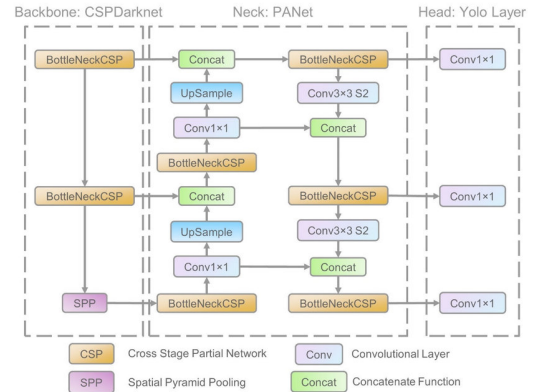 Backbone: CSPDarknet Neck: PANet Head: Yolo Layer
BottleNeckCSP Concat BottleNeckCSP Conv1×1
UpSample Conv3×3 S2
Conv1×1 Concat
BottleNeckCSP
BottleNeckCSP Concat BottleNeckCSP Conv1×1
UpSample Conv3×3 S2
Conv1×1 Concat
SPP BottleNeckCSP BottleNeckCSP Conv1×1
CSP Cross Stage Partial Network Conv Convolutional Layer
SPP Spatial Pyramid Pooling Concat Concatenate Function